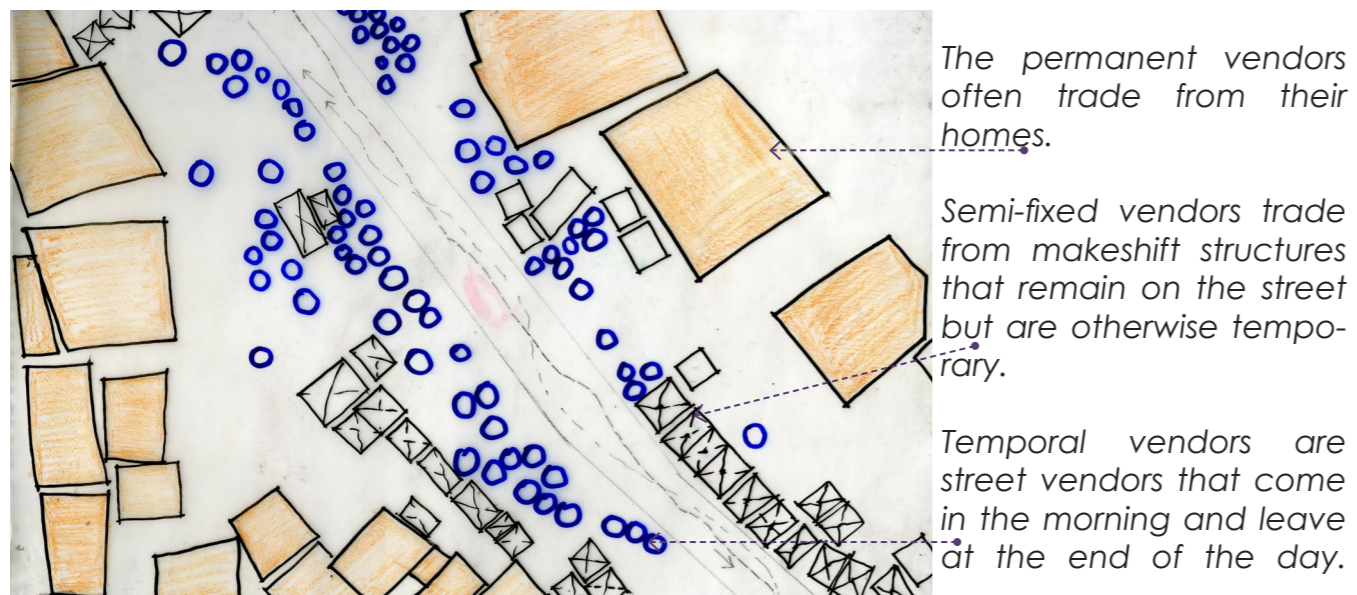 The permanent vendors
often trade from their
homes.
Semi-fixed vendors trade
from makeshift structures
that remain on the street
but are otherwise tempo-
rary.
Temporal vendors are
street vendors that come
in the morning and leave
at the end of the day.